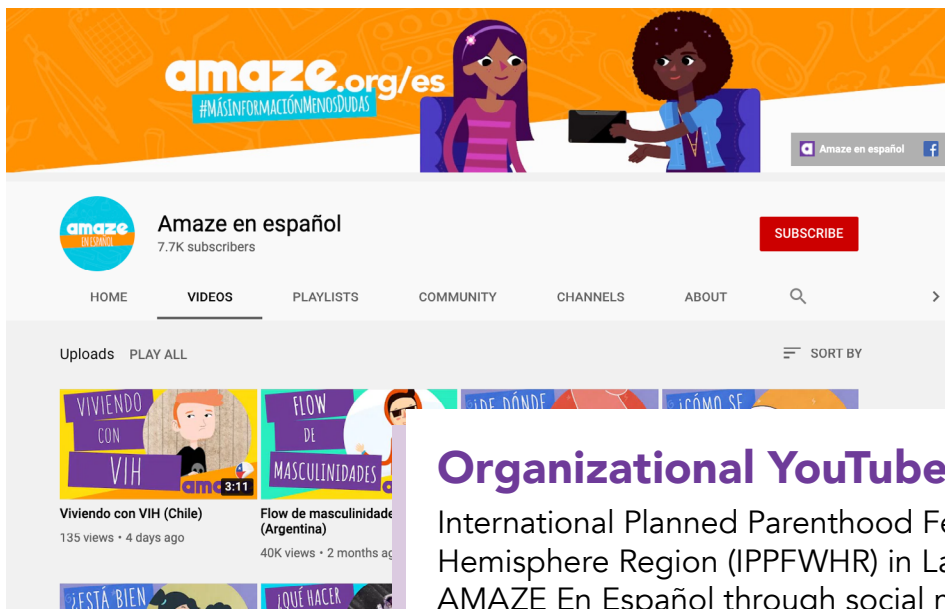 amaze.org/es
#MÁSINFORMACIÓNMENOSDUDAS
Amaze en español
amaze
EN ESPAÑOL
Amaze en español
7.7K subscribers
SUBSCRIBE
HOME VIDEOS PLAYLISTS COMMUNITY CHANNELS ABOUT
Uploads PLAY ALL
SORT BY
VIVIENDO
CON
VIH
3:11
FLOW
DE
MASCULINIDADES
¿DE DÓNDE
¿CÓMO SE
Viviendo con VIH (Chile)
135 views • 4 days ago
Flow de masculinidade
(Argentina)
40K views • 2 months ag
¿ESTÁ BIEN
¿QUÉ HACER
Organizational YouTube
International Planned Parenthood Fe
Hemisphere Region (IPPFWHR) in La
AMAZE En Español through social